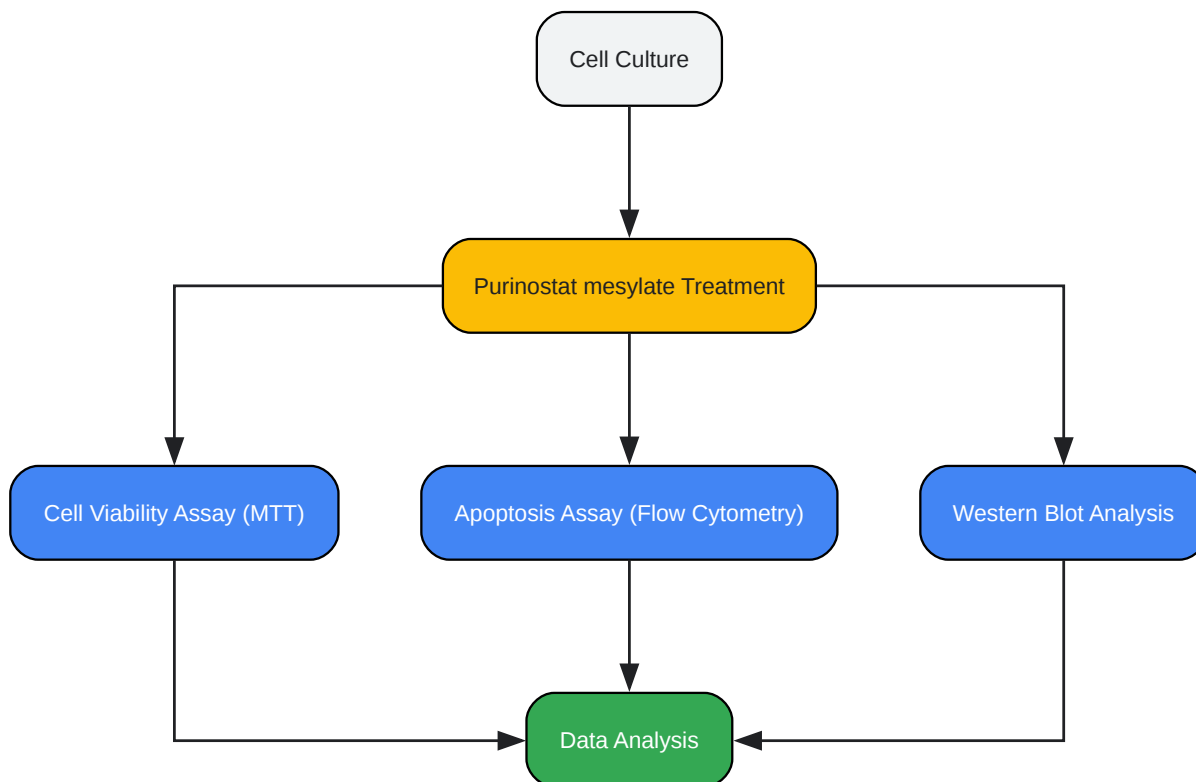 Cell Culture
Purinostat mesylate Treatment
Cell Viability Assay (MTT)
Apoptosis Assay (Flow Cytometry)
Western Blot Analysis
Data Analysis